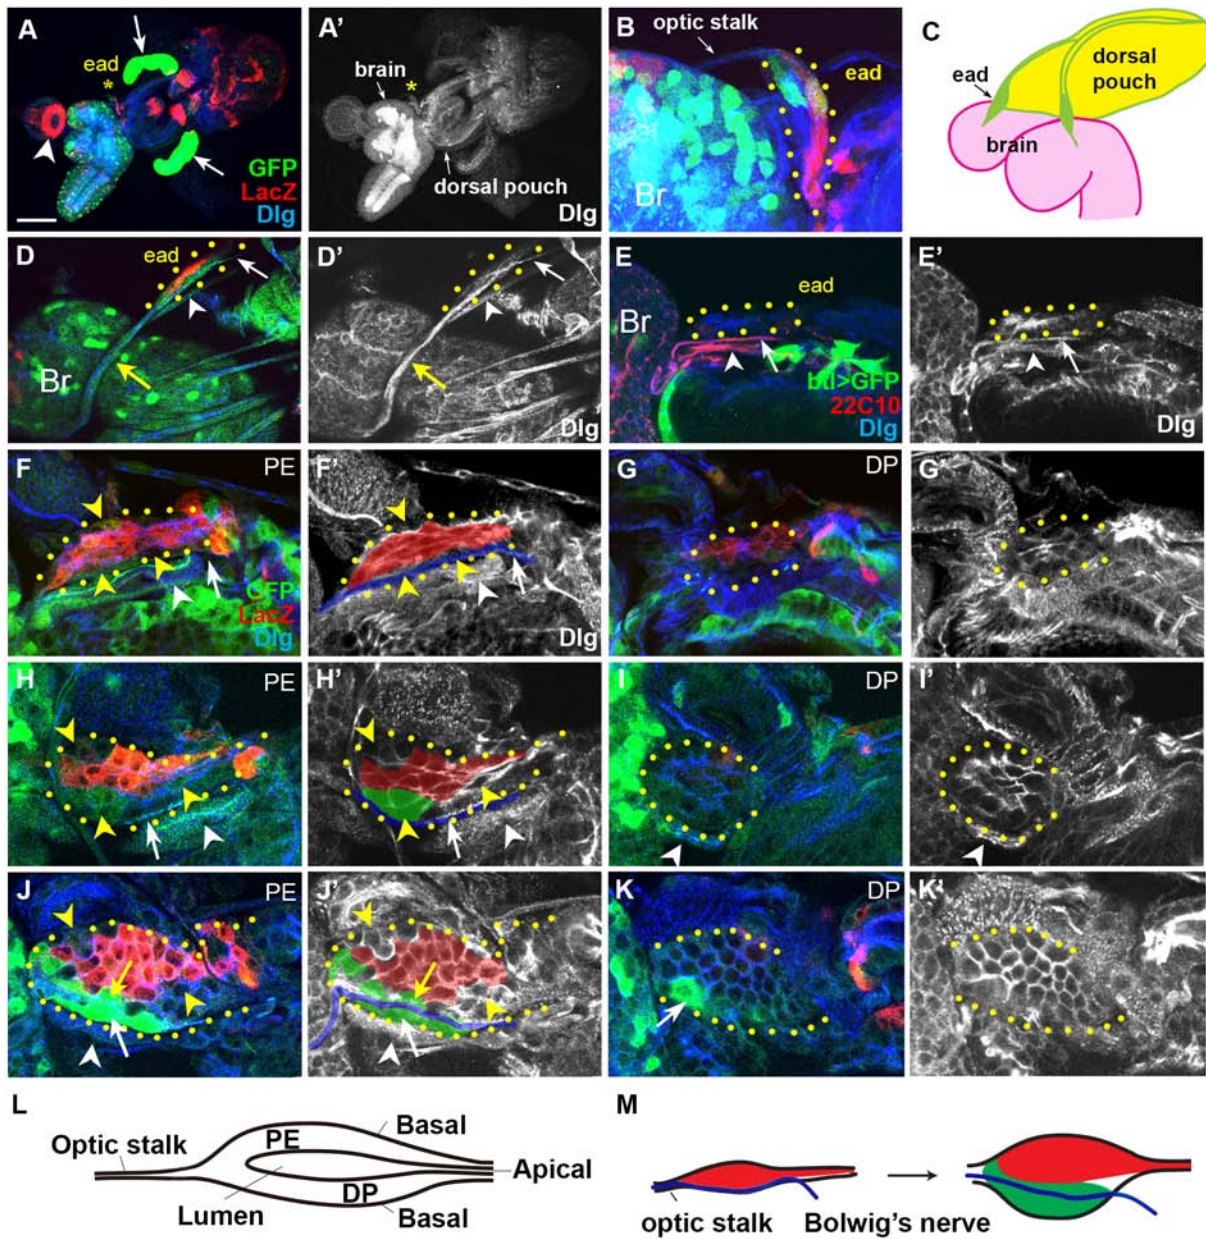 A
ead
*
GFP
LacZ
Dlg
A'
brain
*
dorsal pouch
Dlg
B
optic stalk
ead
Br
C
ead
dorsal
pouch
brain
D
ead
Br
D'
Dlg
E
ead
Br
btl>GFP
22C10
Dlg
E'
Dlg
F
PE
GFP
LacZ
Dlg
F'
Dlg
G
DP
G'
H
PE
H'
I
DP
I'
J
PE
J'
K
DP
K'
L
Optic stalk
PE
Basal
Apical
DP
Lumen
Basal
M
optic stalk
Bolwig's nerve